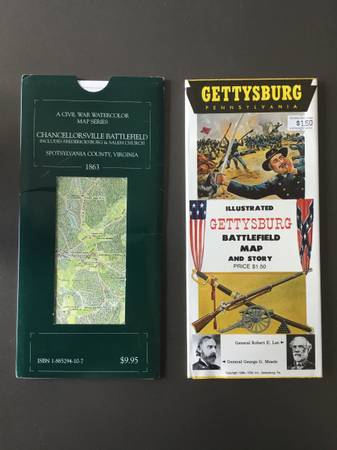 A CIVIL WAR WATERCOLOR
MAP SERIES
CHANCELLORSVILLE BATTLEFIELD
INCLUDES FREDERICKSBURG & SALEM CHURCH
SPOTSYLVANIA COUNTY, VIRGINIA
1863
ISBN 1-885294-10-7
$9.95
GETTYSBURG
PENNSYLVANIA
$1.50
ILLUSTRATED
GETTYSBURG
BATTLEFIELD
MAP
AND STORY
PRICE $1.50
General Robert E. Lee
General George G. Meade